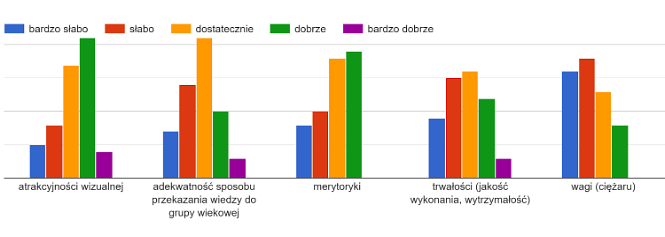 bardzo słabo słabo dostatecznie dobrze bardzo dobrze
atrakcyjności wizualnej
adekwatność sposobu
przekazania wiedzy do
grupy wiekowej
merytoryki
trwałości (jakość
wykonania, wytrzymałość)
wagi (ciężaru)